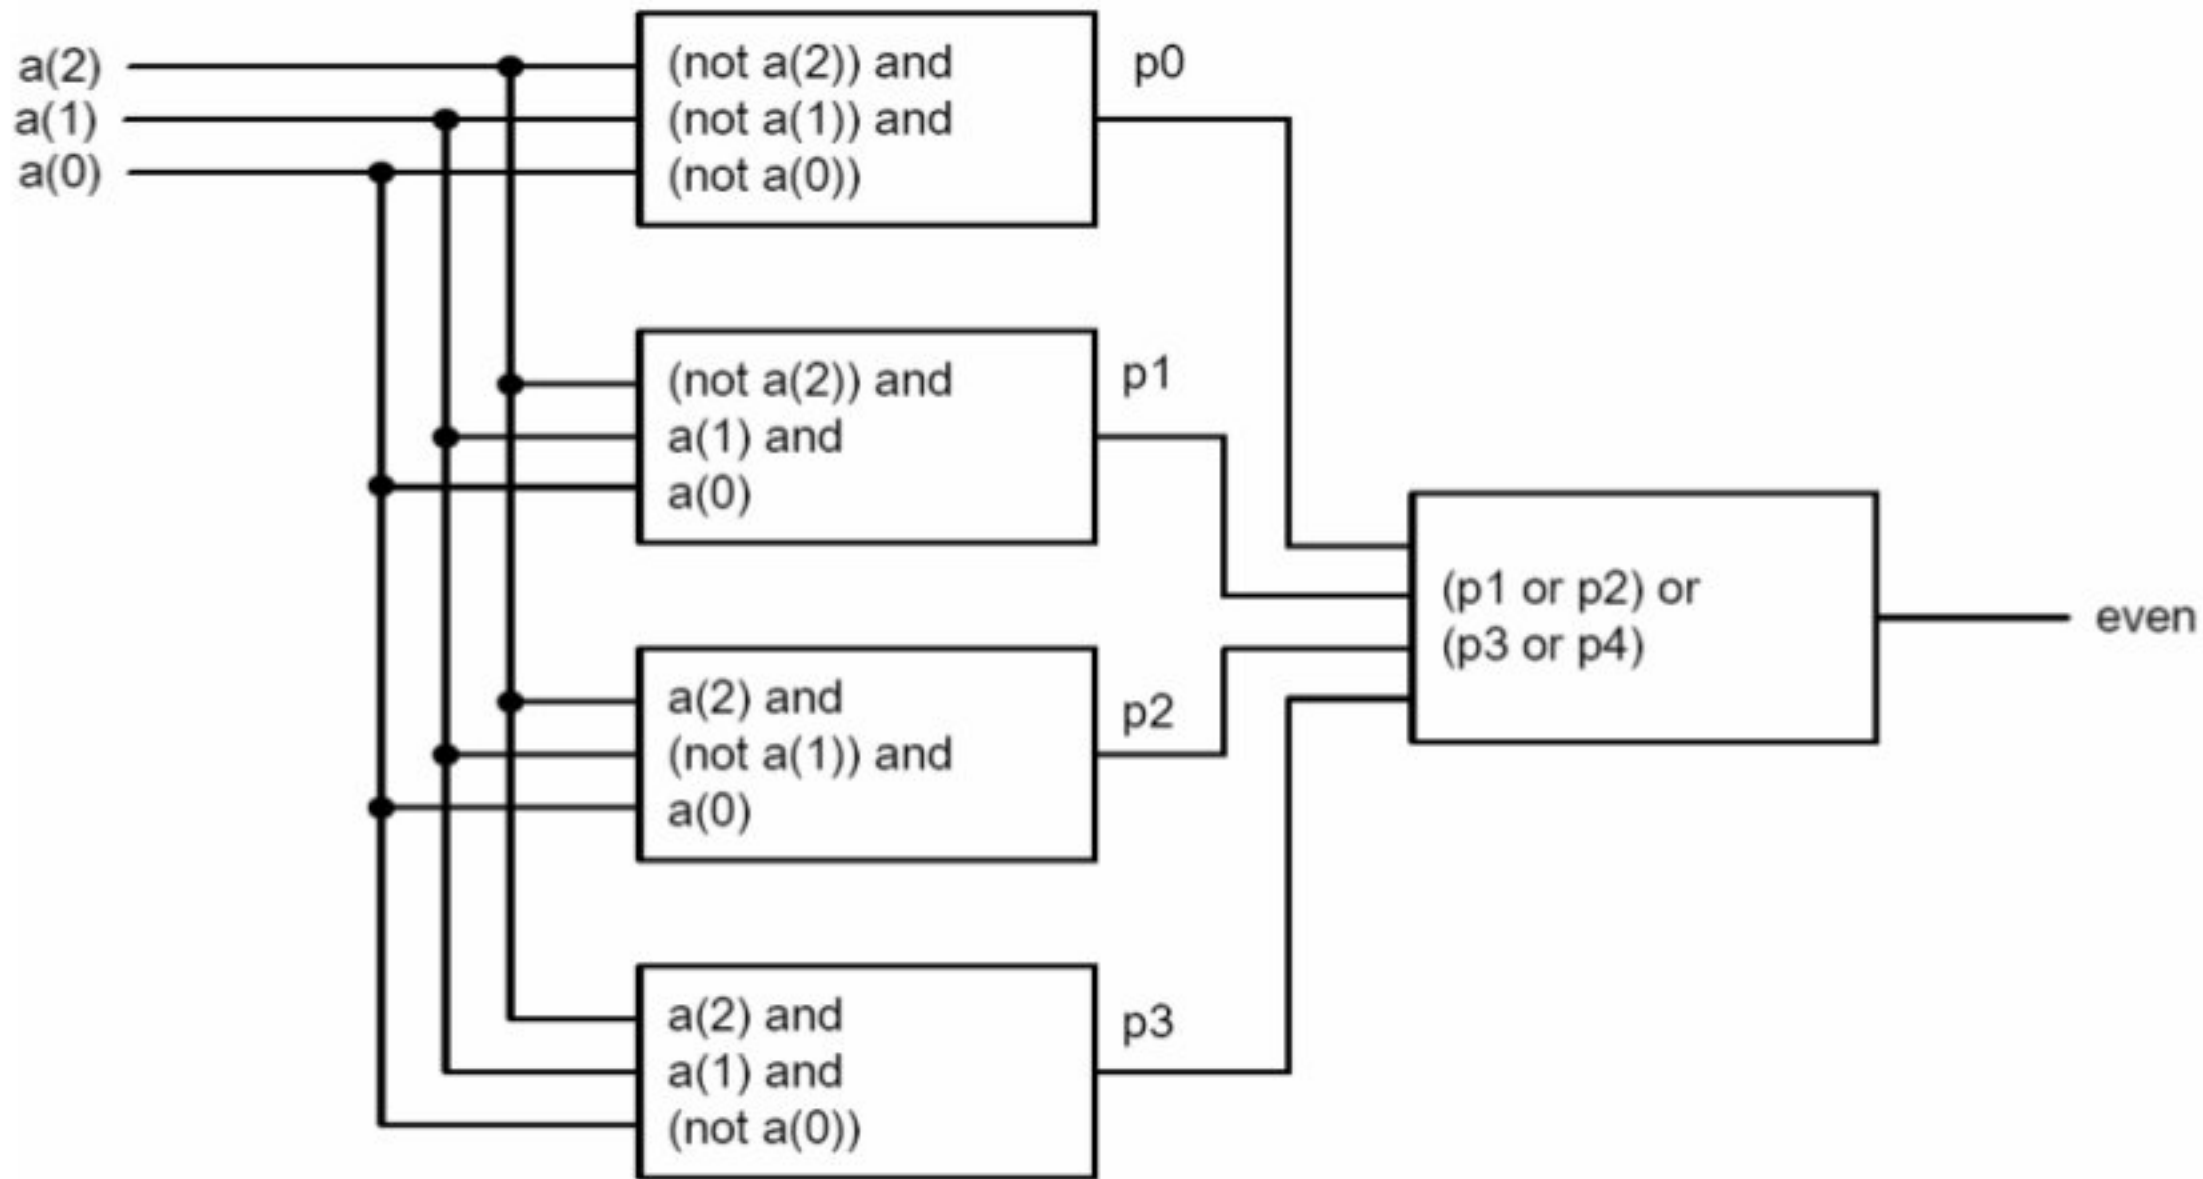 a(2)
a(1)
a(0)
(not a(2)) and
(not a(1)) and
(not a(0))
p0
(not a(2)) and
a(1) and
a(0)
p1
a(2) and
(not a(1)) and
a(0)
p2
a(2) and
a(1) and
(not a(0))
p3
(p1 or p2) or
(p3 or p4)
even